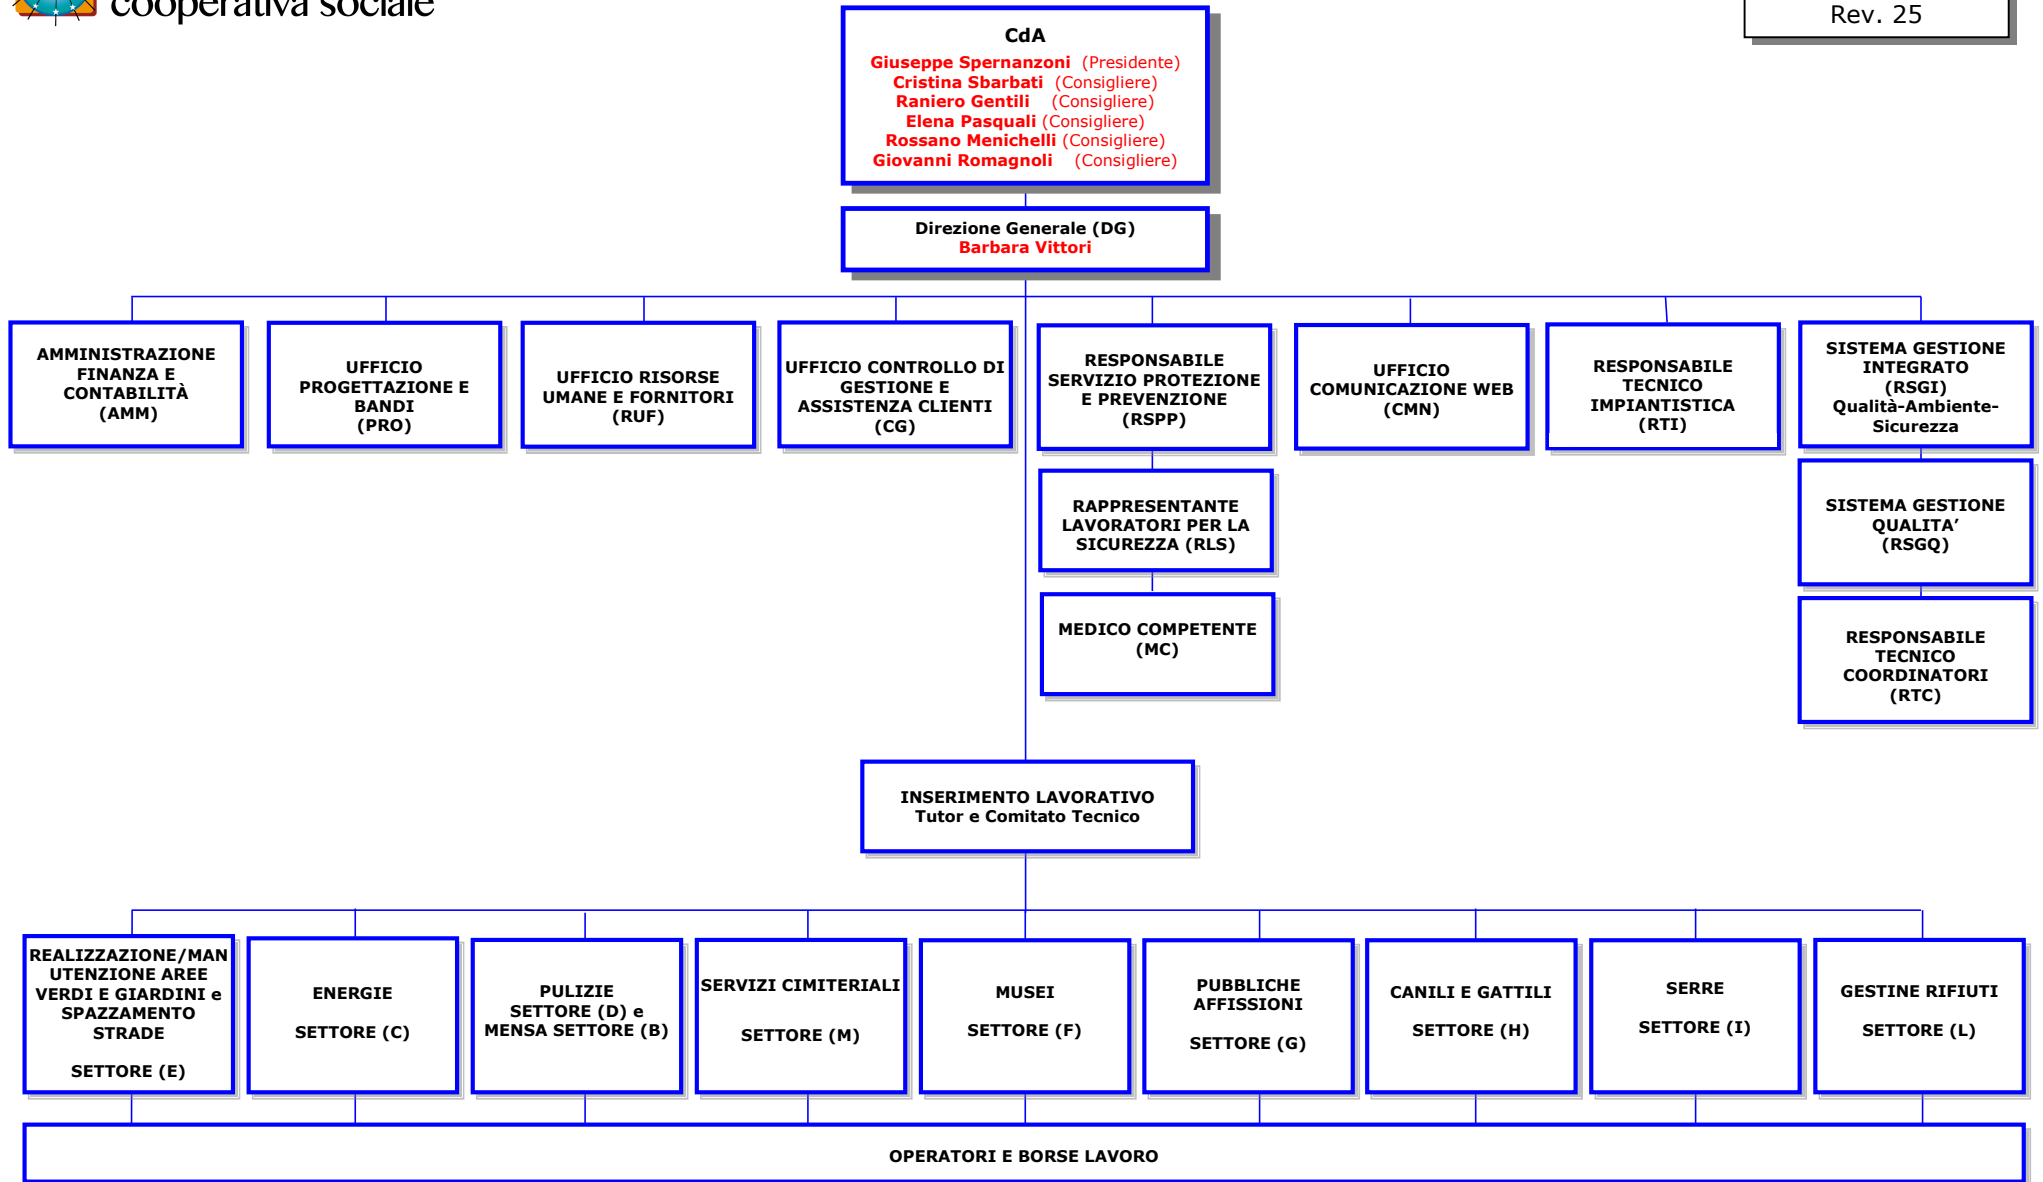 cooperativa sociale
Rev. 25
CdA
Giuseppe Spernanzoni (Presidente)
Cristina Sbarbati (Consigliere)
Raniero Gentili (Consigliere)
Elena Pasquali (Consigliere)
Rossano Menichelli (Consigliere)
Giovanni Romagnoli (Consigliere)
Direzione Generale (DG)
Barbara Vittori
AMMINISTRAZIONE
FINANZA E
CONTABILITÀ
(AMM)
UFFICIO
PROGETTAZIONE E
BANDI
(PRO)
UFFICIO RISORSE
UMANE E FORNITORI
(RUF)
UFFICIO CONTROLLO DI
GESTIONE E
ASSISTENZA CLIENTI
(CG)
RESPONSABILE
SERVIZIO PROTEZIONE
E PREVENZIONE
(RSPP)
UFFICIO
COMUNICAZIONE WEB
(CMN)
RESPONSABILE
TECNICO
IMPIANTISTICA
(RTI)
SISTEMA GESTIONE
INTEGRATO
(RSGI)
Qualità-Ambiente-
Sicurezza
RAPPRESENTANTE
LAVORATORI PER LA
SICUREZZA (RLS)
SISTEMA GESTIONE
QUALITA’
(RSGQ)
MEDICO COMPETENTE
(MC)
RESPONSABILE
TECNICO
COORDINATORI
(RTC)
INSERIMENTO LAVORATIVO
Tutor e Comitato Tecnico
REALIZZAZIONE/MAN
UTENZIONE AREE
VERDI E GIARDINI e
SPAZZAMENTO
STRADE
SETTORE (E)
ENERGIE
SETTORE (C)
PULIZIE
SETTORE (D) e
MENSA SETTORE (B)
SERVIZI CIMITERIALI
SETTORE (M)
MUSEI
SETTORE (F)
PUBBLICHE
AFFISSIONI
SETTORE (G)
CANILI E GATTILI
SETTORE (H)
SERRE
SETTORE (I)
GESTINE RIFIUTI
SETTORE (L)
OPERATORI E BORSE LAVORO